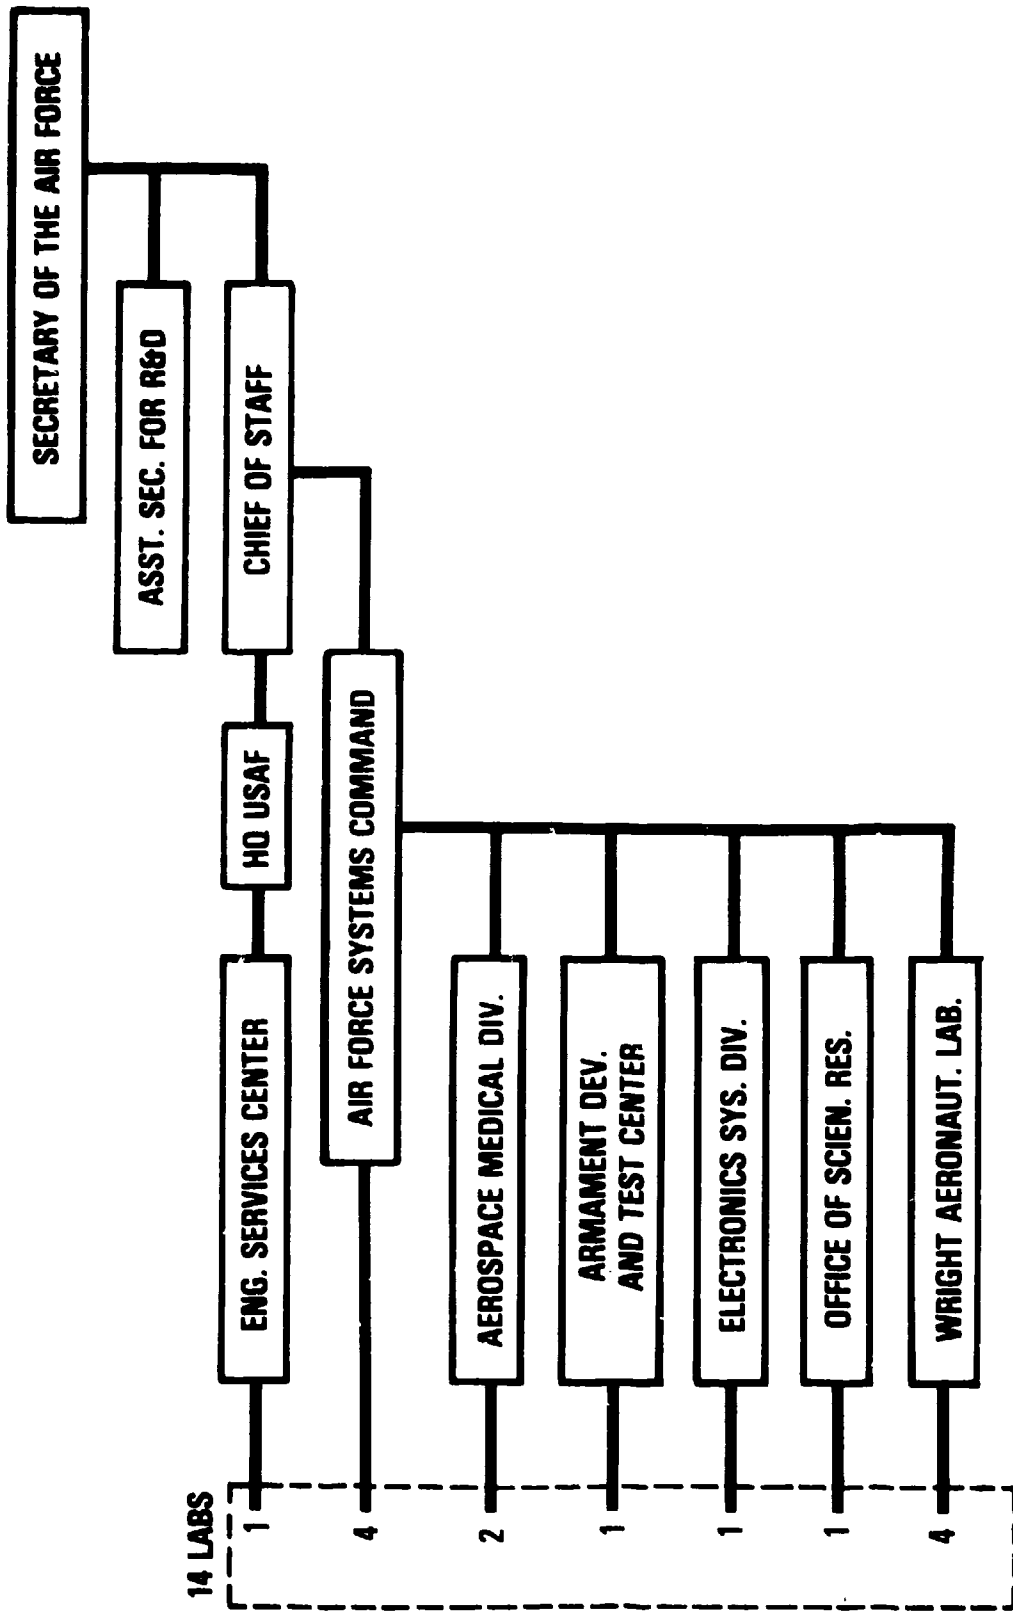 SECRETARY OF THE AIR FORCE
ASST. SEC. FOR R&D
CHIEF OF STAFF
HQ USAF
ENG. SERVICES CENTER
AIR FORCE SYSTEMS COMMAND
AEROSPACE MEDICAL DIV.
ARMAMENT DEV.
AND TEST CENTER
ELECTRONICS SYS. DIV.
OFFICE OF SCIEN. RES.
WRIGHT AERONAUT. LAB.
14 LABS
1
4
2
1
1
1
4